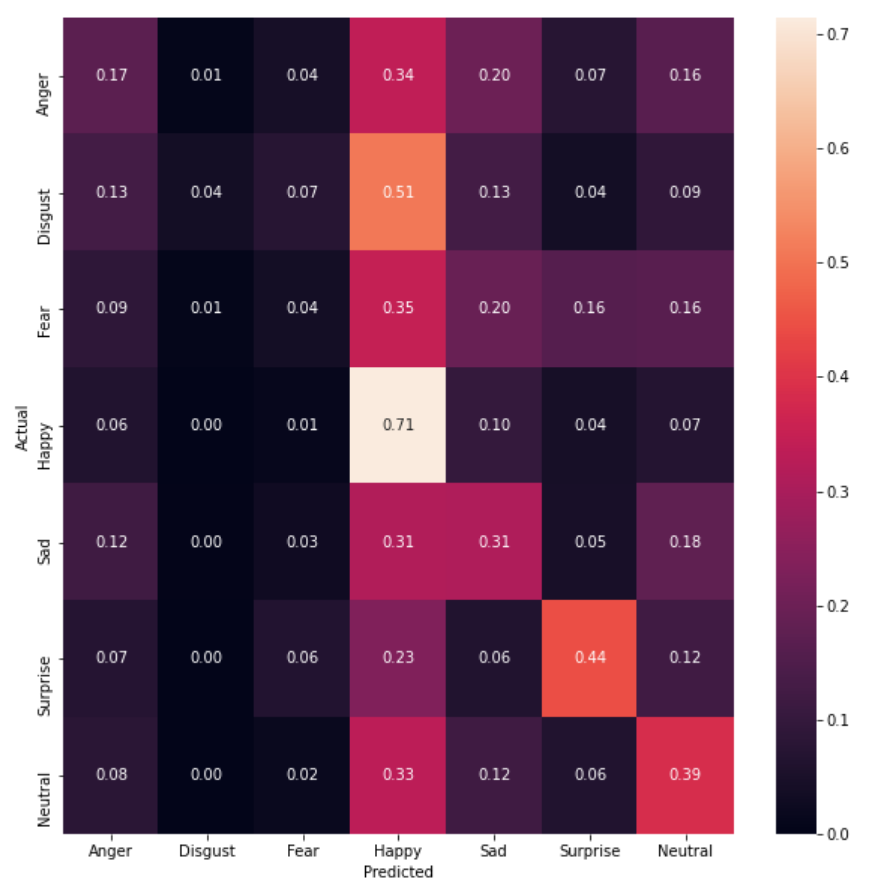 Anger 0.17 0.01 0.04 0.34 0.20 0.07 0.16
Disgust 0.13 0.04 0.07 0.51 0.13 0.04 0.09
Fear 0.09 0.01 0.04 0.35 0.20 0.16 0.16
Actual
Happy 0.06 0.00 0.01 0.71 0.10 0.04 0.07
Sad 0.12 0.00 0.03 0.31 0.31 0.05 0.18
Surprise 0.07 0.00 0.06 0.23 0.06 0.44 0.12
Neutral 0.08 0.00 0.02 0.33 0.12 0.06 0.39
Anger Disgust Fear Happy Sad Surprise Neutral
Predicted
0.7
0.6
0.5
0.4
0.3
0.2
0.1
0.0